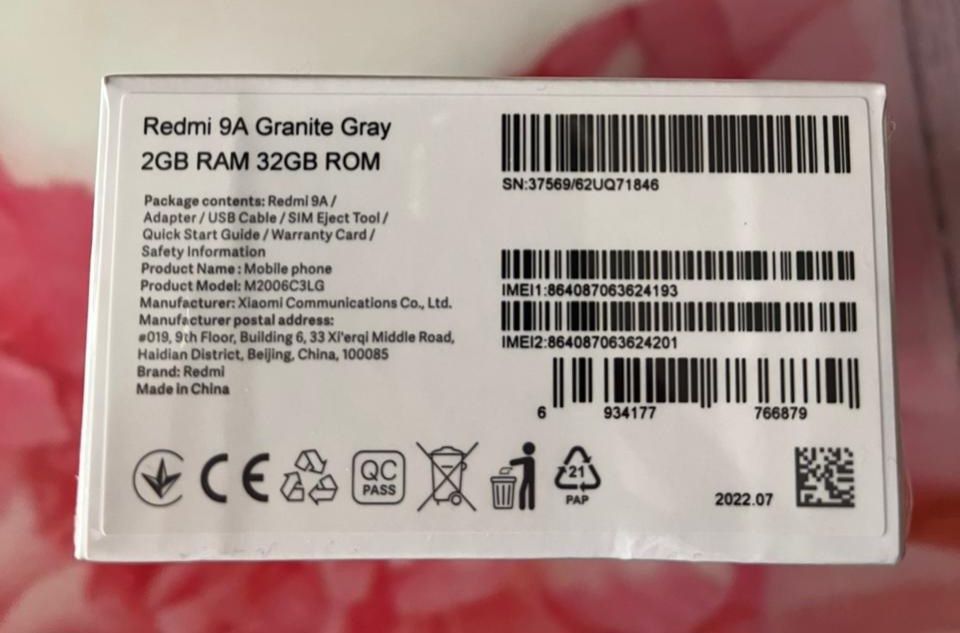 Redmi 9A Granite Gray
2GB RAM 32GB ROM
Package contents: Redmi 9A /
Adapter / USB Cable / SIM Eject Tool /
Quick Start Guide / Warranty Card /
Safety Information
Product Name : Mobile phone
Product Model: M2006C3LG
Manufacturer: Xiaomi Communications Co., Ltd.
Manufacturer postal address:
#019, 9th Floor, Building 6, 33 Xi'erqi Middle Road,
Haidian District, Beijing, China, 100085
Brand: Redmi
Made in China
SN:37569/62UQ71846
IMEI1:864087063624193
IMEI2:864087063624201
6 934177 766879
CE
QC
PASS
21
PAP
2022.07